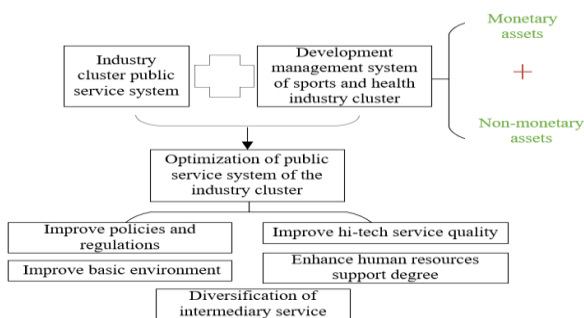 Industry
cluster public
service system
Development
management system
of sports and health
industry cluster
Monetary
assets
+
Non-monetary
assets
Optimization of public
service system of the
industry cluster
Improve policies and
regulations
Improve hi-tech service quality
Improve basic environment
Enhance human resources
support degree
Diversification of
intermediary service